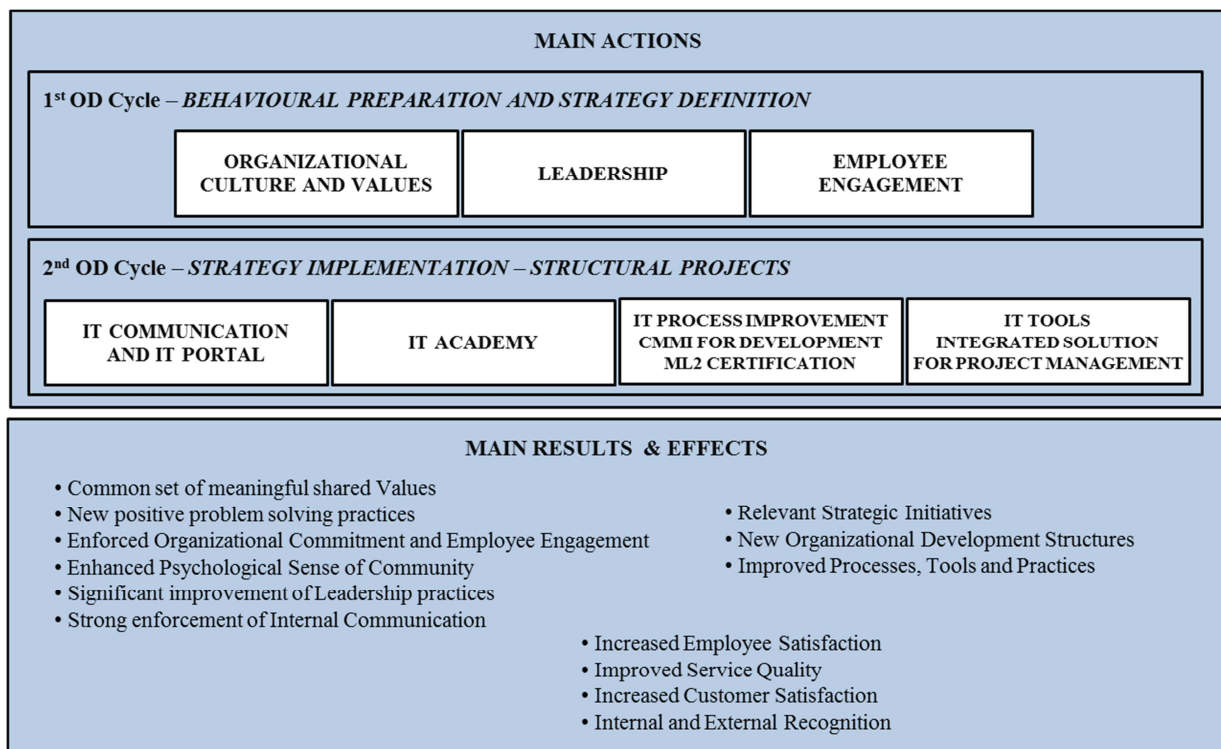 MAIN ACTIONS
1st OD Cycle – BEHAVIOURAL PREPARATION AND STRATEGY DEFINITION
ORGANIZATIONAL
CULTURE AND VALUES
LEADERSHIP
EMPLOYEE
ENGAGEMENT
2nd OD Cycle – STRATEGY IMPLEMENTATION – STRUCTURAL PROJECTS
IT COMMUNICATION
AND IT PORTAL
IT ACADEMY
IT PROCESS IMPROVEMENT
CMMI FOR DEVELOPMENT
ML2 CERTIFICATION
IT TOOLS
INTEGRATED SOLUTION
FOR PROJECT MANAGEMENT
MAIN RESULTS & EFFECTS
• Common set of meaningful shared Values
• New positive problem solving practices
• Enforced Organizational Commitment and Employee Engagement
• Enhanced Psychological Sense of Community
• Significant improvement of Leadership practices
• Strong enforcement of Internal Communication
• Relevant Strategic Initiatives
• New Organizational Development Structures
• Improved Processes, Tools and Practices
• Increased Employee Satisfaction
• Improved Service Quality
• Increased Customer Satisfaction
• Internal and External Recognition